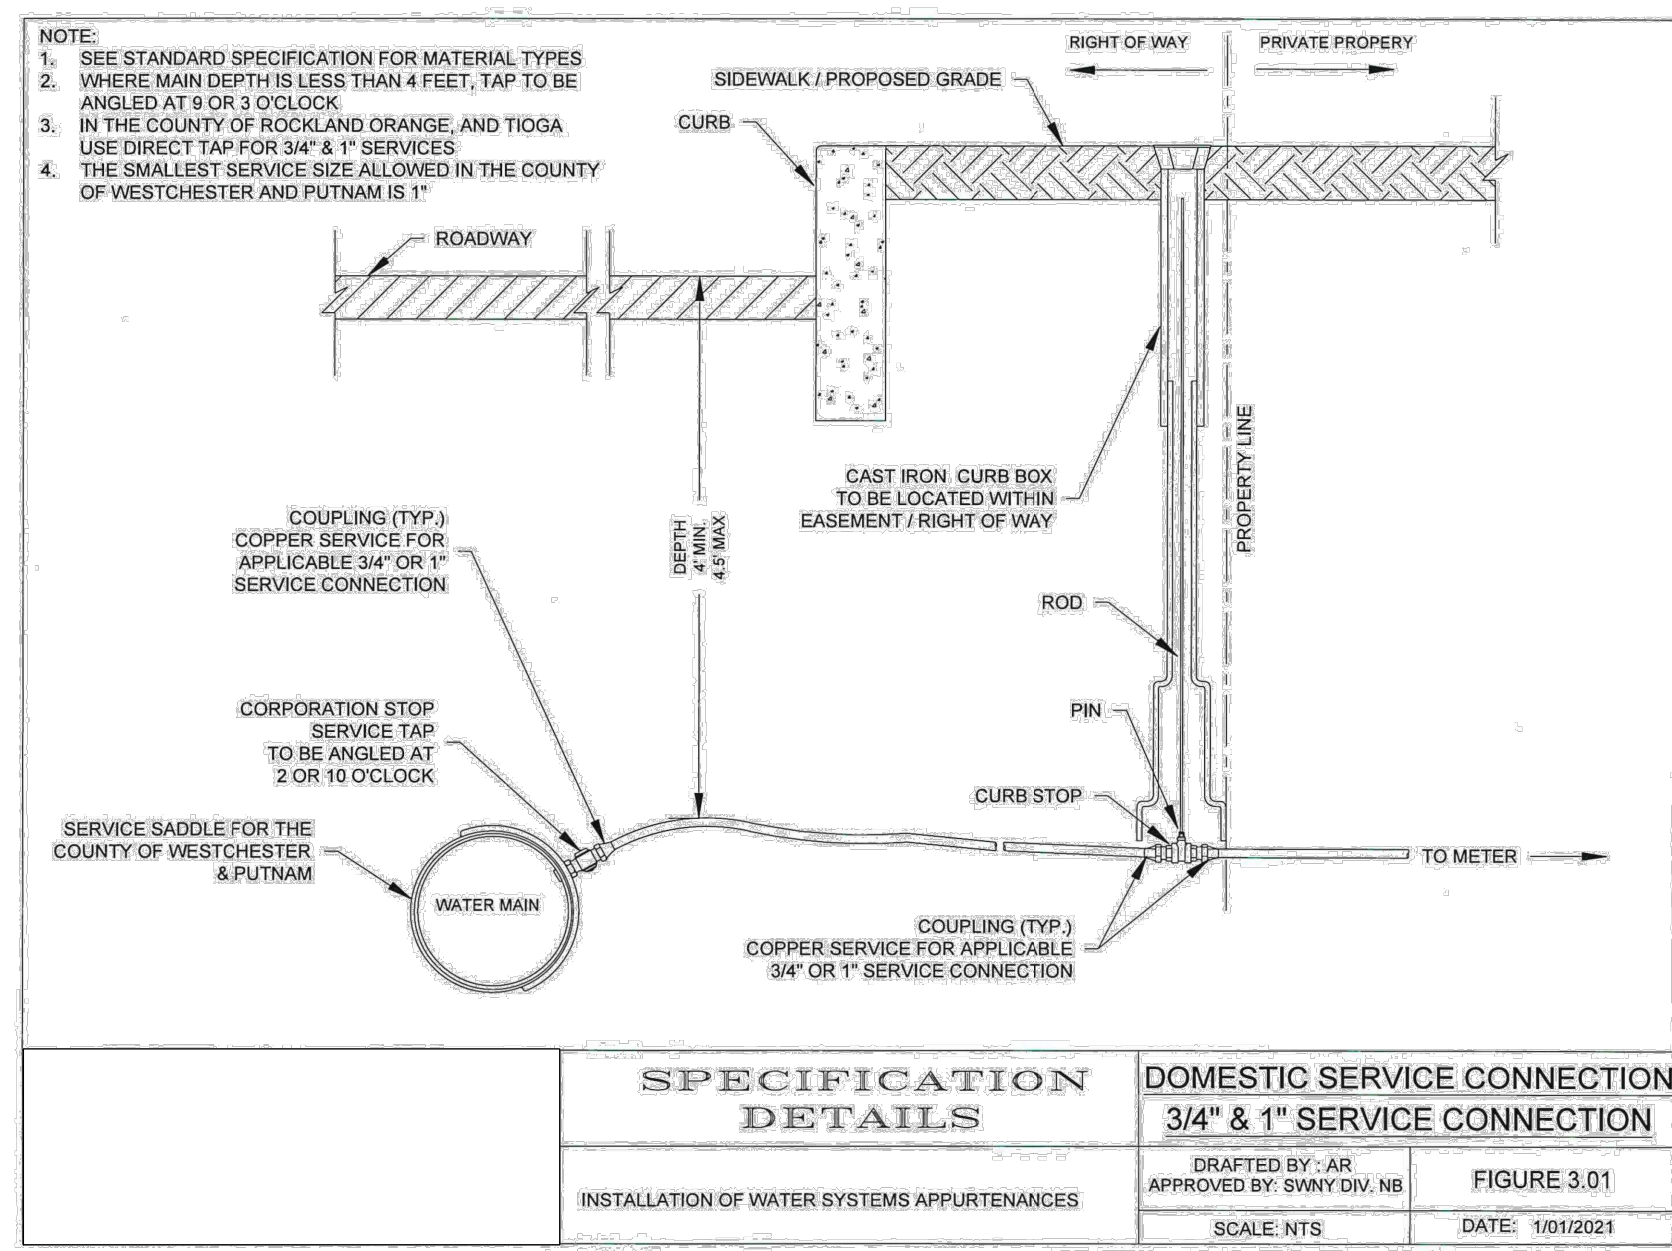 NOTE:
1. SEE STANDARD SPECIFICATION FOR MATERIAL TYPES
2. WHERE MAIN DEPTH IS LESS THAN 4 FEET, TAP TO BE
ANGLED AT 9 OR 3 O'CLOCK
3. IN THE COUNTY OF ROCKLAND ORANGE, AND TIOGA
USE DIRECT TAP FOR 3/4" & 1" SERVICES
4. THE SMALLEST SERVICE SIZE ALLOWED IN THE COUNTY
OF WESTCHESTER AND PUTNAM IS 1"
RIGHT OF WAY
PRIVATE PROPERY
SIDEWALK / PROPOSED GRADE
CURB
ROADWAY
CAST IRON CURB BOX
TO BE LOCATED WITHIN
EASEMENT / RIGHT OF WAY
PROPERTY LINE
COUPLING (TYP.)
COPPER SERVICE FOR
APPLICABLE 3/4" OR 1"
SERVICE CONNECTION
DEPTH
4' MIN.
4.5' MAX
ROD
CORPORATION STOP
SERVICE TAP
TO BE ANGLED AT
2 OR 10 O'CLOCK
PIN
CURB STOP
SERVICE SADDLE FOR THE
COUNTY OF WESTCHESTER
& PUTNAM
WATER MAIN
TO METER
COUPLING (TYP.)
COPPER SERVICE FOR APPLICABLE
3/4" OR 1" SERVICE CONNECTION
SPECIFICATION
DETAILS
INSTALLATION OF WATER SYSTEMS APPURTENANCES
DOMESTIC SERVICE CONNECTION
3/4" & 1" SERVICE CONNECTION
DRAFTED BY : AR
APPROVED BY: SWNY DIV. NB
FIGURE 3.01
SCALE: NTS
DATE: 1/01/2021